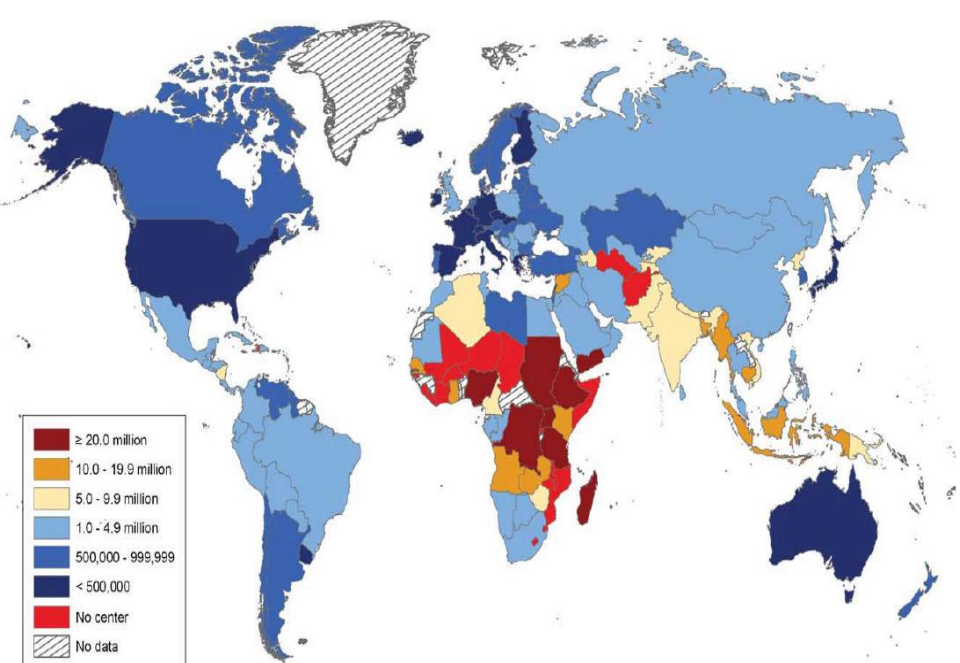 ≥ 20.0 million
10.0 - 19.9 million
5.0 - 9.9 million
1.0 - 4.9 million
500,000 - 999,999
< 500,000
No center
No data